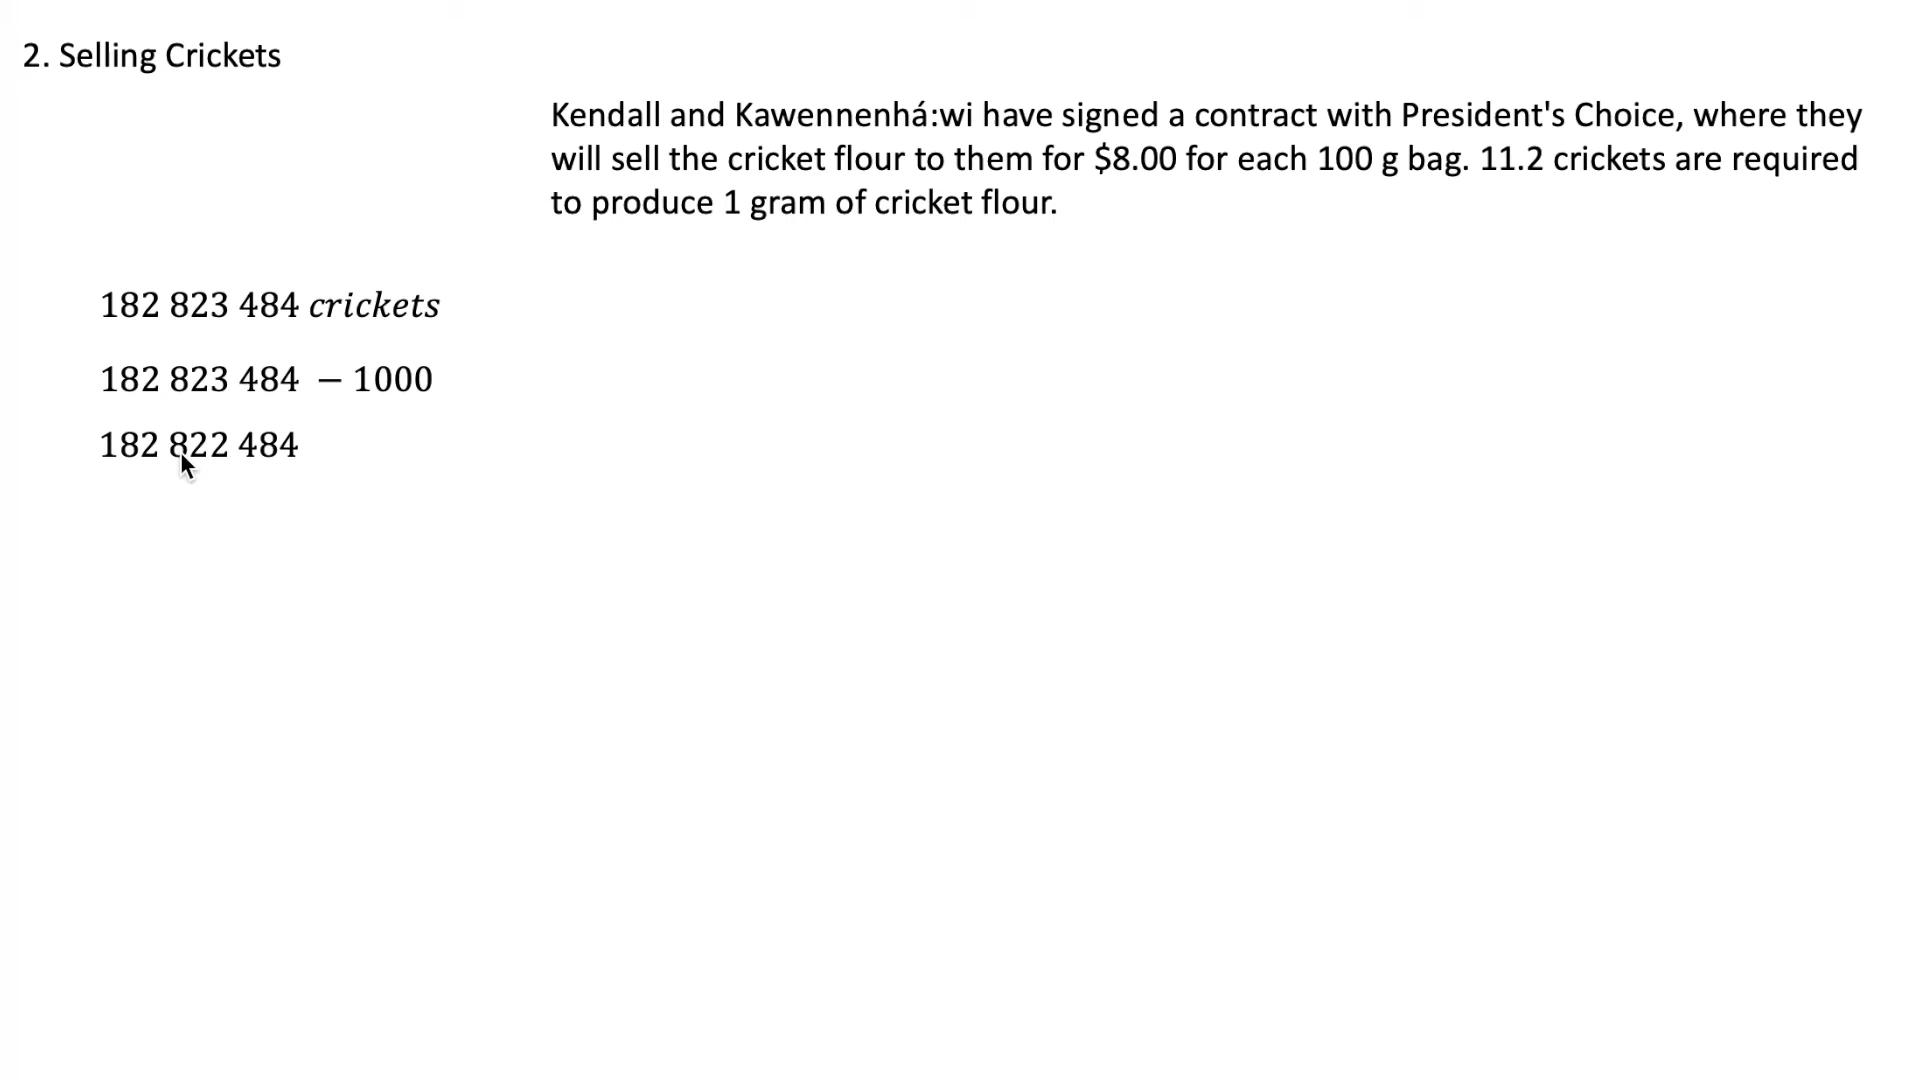 2. Selling Crickets
Kendall and Kawennenhá:wi have signed a contract with President's Choice, where they
will sell the cricket flour to them for $8.00 for each 100 g bag. 11.2 crickets are required
to produce 1 gram of cricket flour.
182 823 484 crickets
182 823 484 − 1000
182 822 484